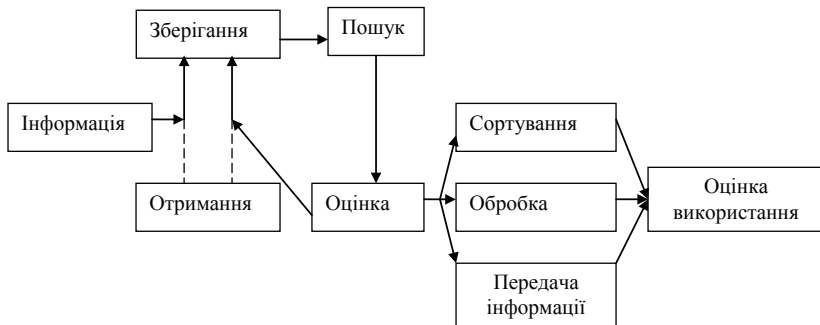 Зберігання
Пошук
Інформація
Сортування
Отримання
Оцінка
Обробка
Оцінка
використання
Передача
інформації